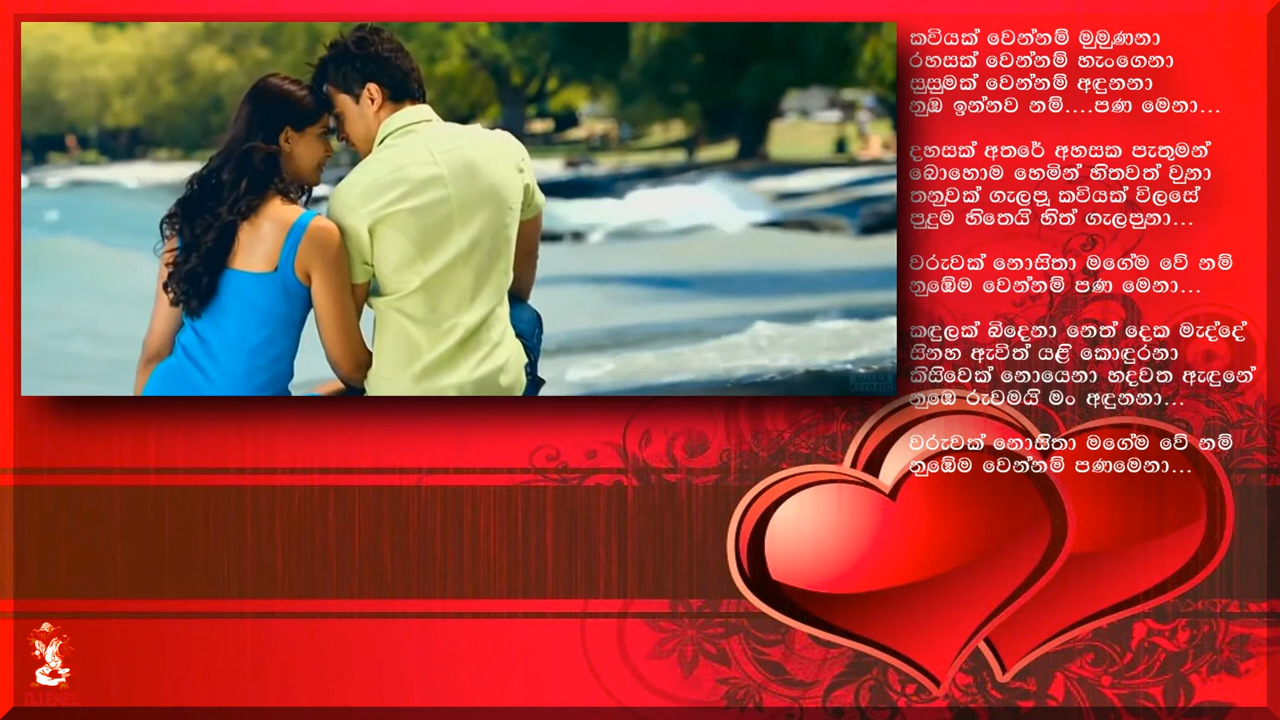 කවියක් වෙන්නම් මුමුණනා
රහසක් වෙන්නම් හැංගෙනා
සුසුමක් වෙන්නම් අඳුනනා
නුඹ ඉන්නව නම්....පණ මෙනා...
දහසක් අතරේ අහසක පැතුමන්
බොහොම හෙමින් හිතවත් වුනා
තනුවක් ගැලපූ කවියක් විලසේ
පුදුම හිතෙයි හිත් ගැලපුනා...
වරුවක් නොසිතා මගේම වේ නම්
නුඹේම වෙන්නම් පණ මෙනා...
කඳුලක් බිදෙනා නෙත් දෙක මැද්දේ
සිනහ ඇවිත් යළි කොඳුරනා
කිසිවෙක් නොයෙනා හදවත ඇඳුනේ
නුඹේ රුවමයි මං අඳුනනා...
වරුවක් නොසිතා මගේම වේ නම්
නුඹේම වෙන්නම් පණමෙනා...